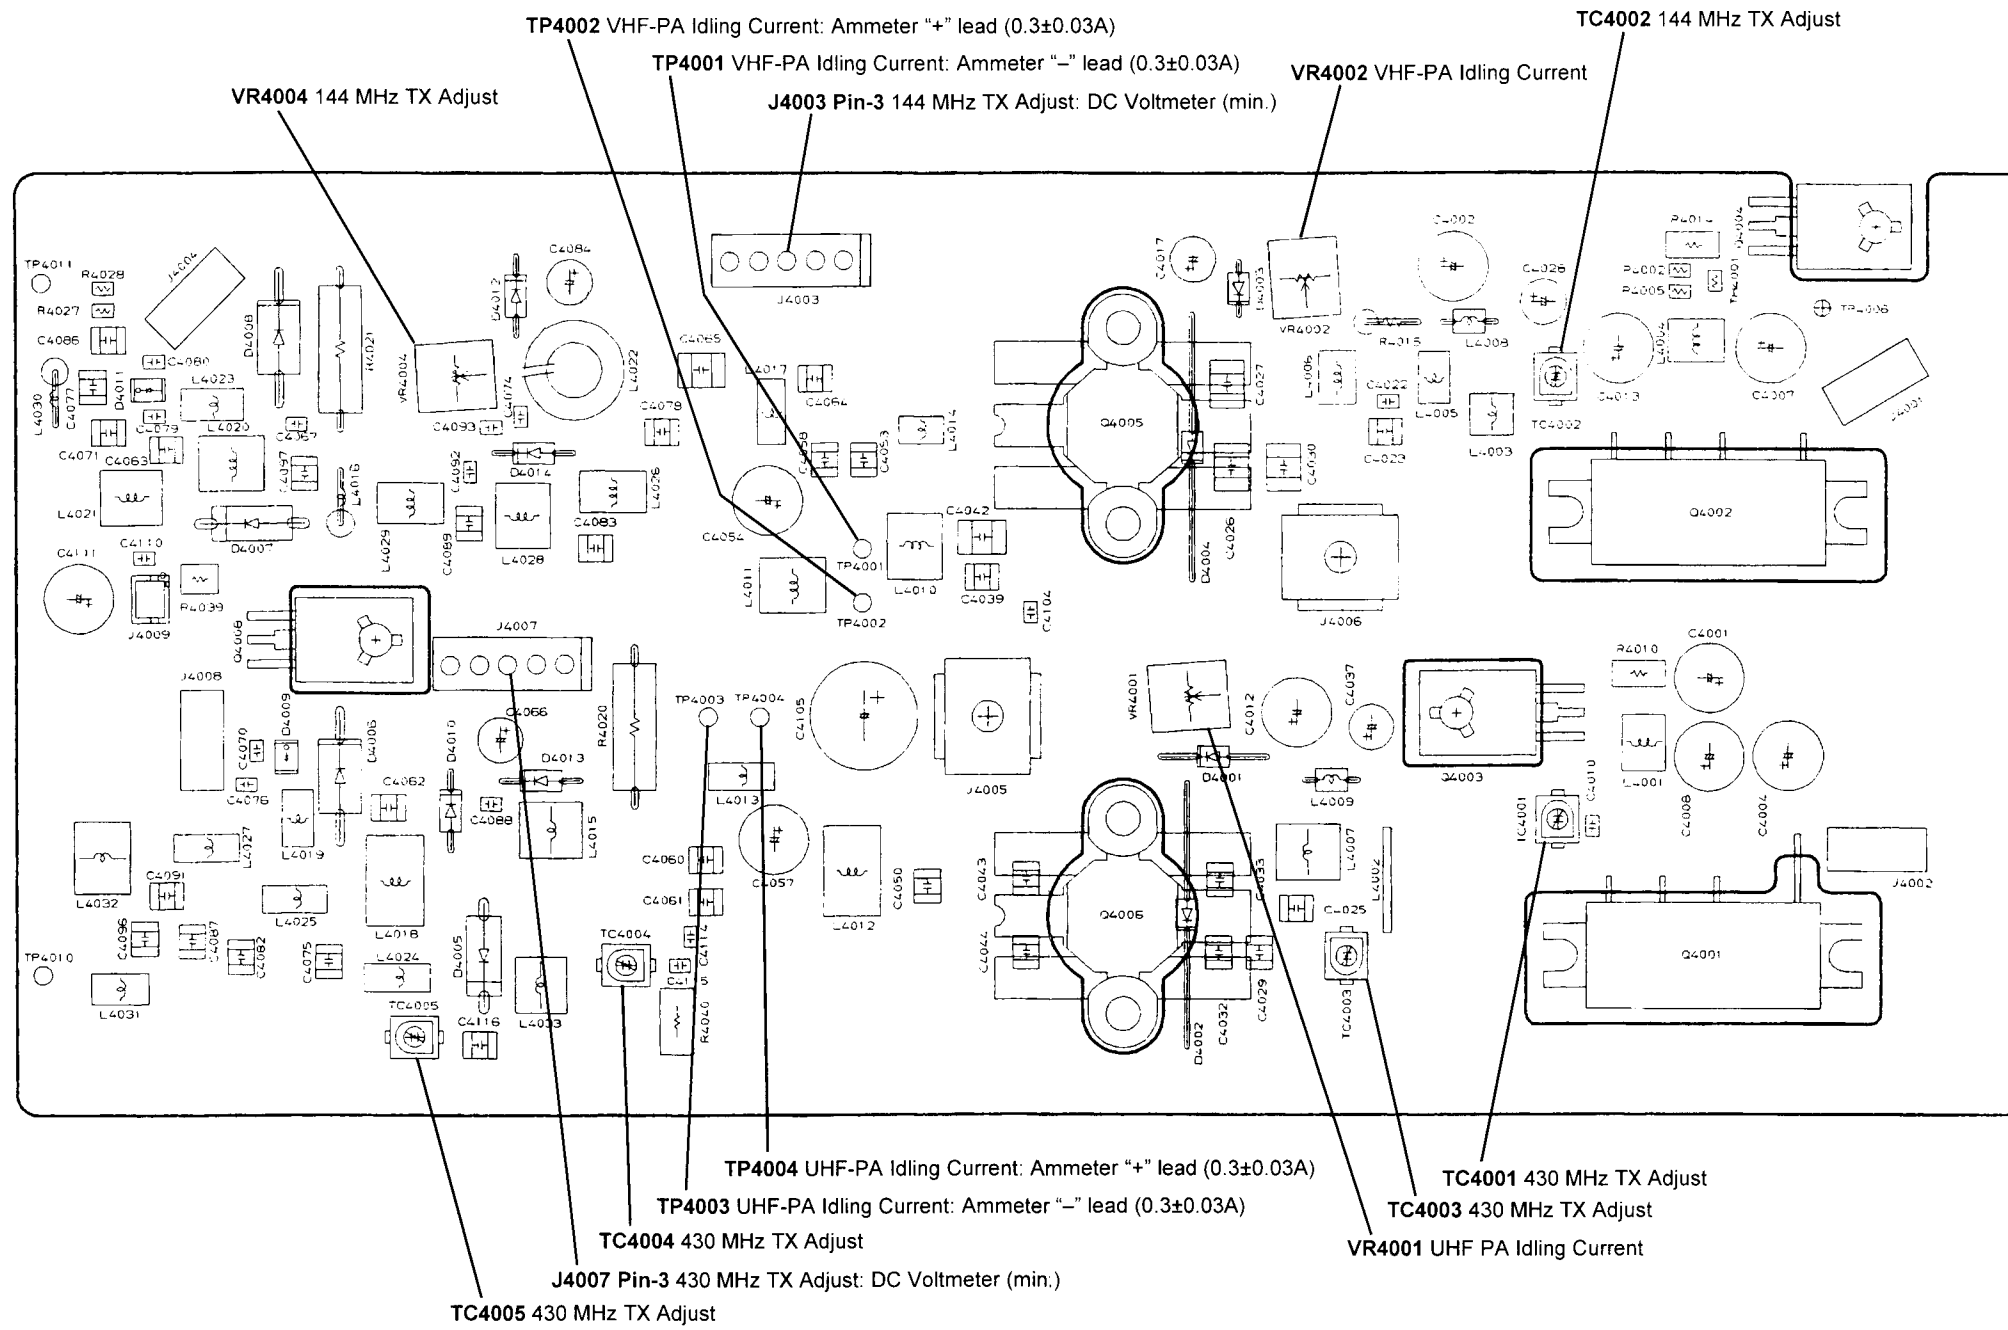 TP4002 VHF-PA Idling Current: Ammeter “+” lead (0.3±0.03A)
TC4002 144 MHz TX Adjust
TP4001 VHF-PA Idling Current: Ammeter “–” lead (0.3±0.03A)
VR4002 VHF-PA Idling Current
VR4004 144 MHz TX Adjust
J4003 Pin-3 144 MHz TX Adjust: DC Voltmeter (min.)
TP4011
R4028
J4004
R4027
C4086
C4080
L4023
D4011
C4077
L4030
C4079
L4020
C4071
C4063
C4067
C4097
L4021
D4008
R4021
L4016
D4007
VR4004
D4012
C4084
L4022
C4074
C4093
C4092
D4014
L4029
C4089
L4028
L4026
C4083
C4078
C4065
L4017
C4064
J4003
C4058
C4053
L4014
C4054
TP4001
L4010
L4011
TP4002
C4042
C4039
C4104
C4017
D4003
VR4002
Q4005
C4027
C4030
C4026
D4004
C4002
R4015
L4008
L4006
C4022
L4005
C4023
L4003
C4028
TC4002
C4013
L4004
R4014
R4002
R4005
TH4001
Q4004
TP4006
C4007
J4001
Q4002
J4006
C4111
C4110
J4009
R4039
Q4008
J4007
J4008
C4070
D4009
C4076
D4006
C4062
L4019
L4027
L4032
C4091
L4025
L4018
C4096
C4087
C4082
C4075
L4024
TP4010
L4031
TC4005
D4010
C4066
D4013
C4088
L4015
R4020
TP4003
TP4004
L4013
C4105
J4005
C4060
C4061
C4057
L4012
C4050
TC4004
C4114
D4005
L4033
C4116
R4040
VR4001
C4012
C4037
D4001
L4009
Q4003
TC4001
C4010
R4010
C4001
L4001
C4008
C4004
J4002
C4043
C4044
Q4006
C4033
L4007
L4002
C4025
TC4003
C4029
C4032
D4002
Q4001
TP4004 UHF-PA Idling Current: Ammeter “+” lead (0.3±0.03A)
TC4001 430 MHz TX Adjust
TP4003 UHF-PA Idling Current: Ammeter “–” lead (0.3±0.03A)
TC4003 430 MHz TX Adjust
TC4004 430 MHz TX Adjust
VR4001 UHF PA Idling Current
J4007 Pin-3 430 MHz TX Adjust: DC Voltmeter (min.)
TC4005 430 MHz TX Adjust